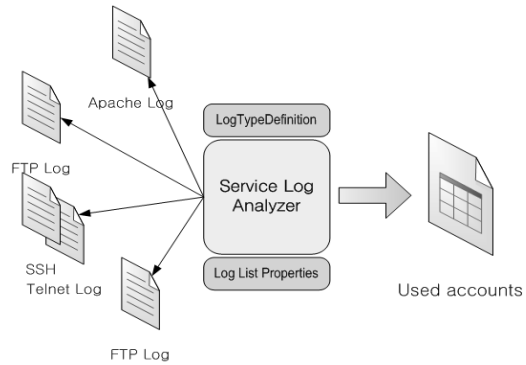 Apache Log
LogTypeDefinition
FTP Log
Service Log
Analyzer
SSH
Telnet Log
Log List Properties
Used accounts
FTP Log